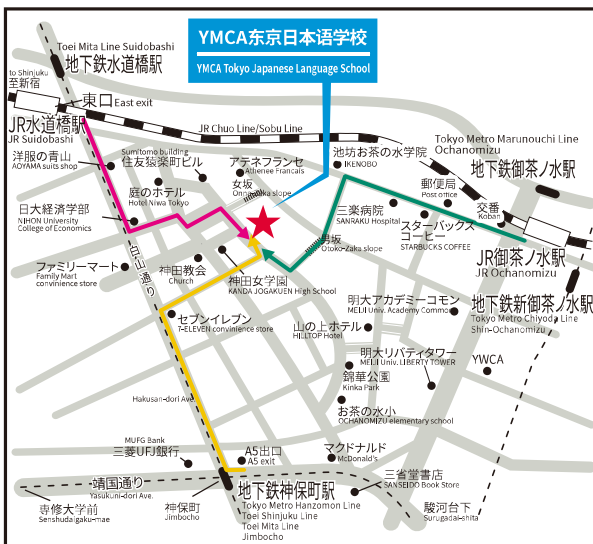 YMCA东京日本语学校
YMCA Tokyo Japanese Language School
Toei Mita Line Suidobashi
地下鉄水道橋駅
to Shinjuku
至新宿
東口 East exit
JR水道橋駅
JR Suidobashi
JR Chuo Line/Sobu Line
Tokyo Metro Marunouchi Line
Ochanomizu
地下鉄御茶ノ水駅
洋服の青山
AOYAMA suits shop
Sumitomo building
住友猿楽町ビル
アテネフランセ
Athenee Francais
池坊お茶の水学院
IKENOBO
郵便局
Post office
交番
Koban
庭のホテル
Hotel Niwa Tokyo
女坂
Onna-zaka slope
三楽病院
SANRAKU Hospital
スターバックス
コーヒー
STARBUCKS COFFEE
日大経済学部
NIHON University
College of Economics
男坂
Otoko-Zaka slope
JR御茶ノ水駅
JR Ochanomizu
ファミリーマート
Family Mart
convinience store
白山通り
神田教会
Church
神田女学園
KANDA JOGAKUEN High School
明大アカデミーコモン
MEIJI Univ. Academy Common
地下鉄新御茶ノ水駅
Tokyo Metro Chiyoda Line
Shin-Ochanomizu
セブンイレブン
7-ELEVEN convinience store
山の上ホテル
HILLTOP Hotel
明大リバティタワー
MEIJI Univ. LIBERTY TOWER
YWCA
錦華公園
Kinka Park
Hakusan-dori Ave.
お茶の水小
OCHANOMIZU elementary school
MUFG Bank
三菱UFJ銀行
A5出口
A5 exit
マクドナルド
McDonald's
靖国通り
Yasukuni-dori Ave.
三省堂書店
SANSEIDO Book Store
専修大学前
Senshudaigaku-mae
神保町
Jimbocho
地下鉄神保町駅
Tokyo Metro Hanzomon Line
Toei Shinjuku Line
Toei Mita Line
Jimbocho
駿河台下
Surugadai-shita